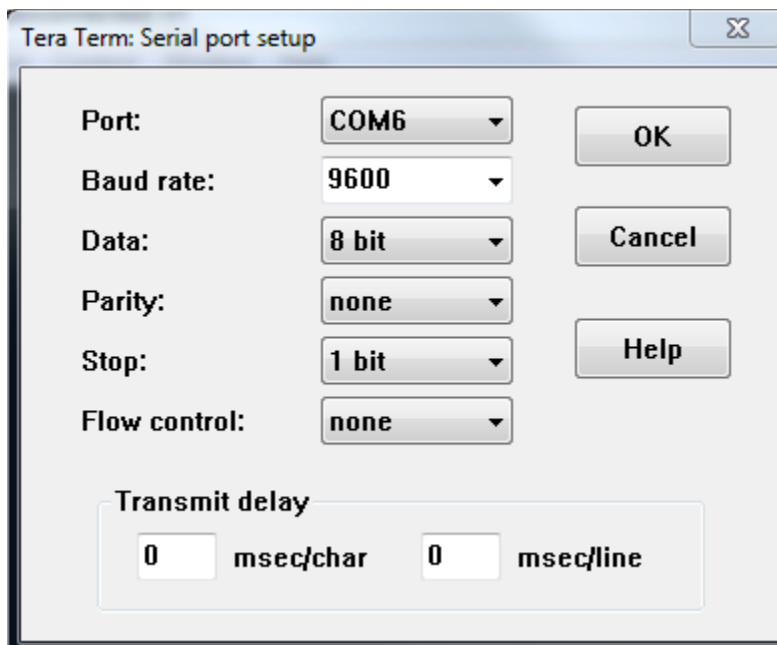 Tera Term: Serial port setup
Port: COM6 OK
Baud rate: 9600
Data: 8 bit Cancel
Parity: none
Stop: 1 bit Help
Flow control: none
Transmit delay
0 msec/char 0 msec/line